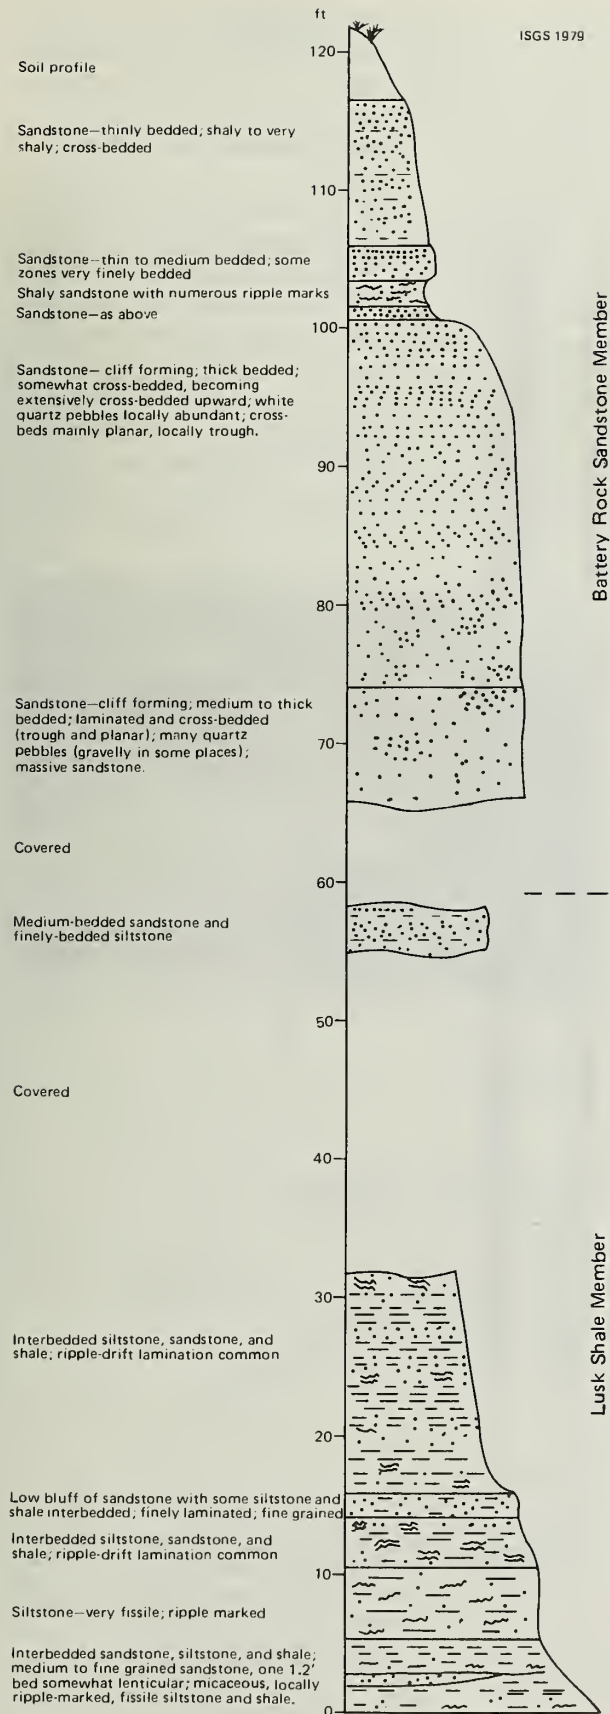 ft
ISGS 1979
120
Soil profile
Sandstone—thinly bedded; shaly to very
shaly; cross-bedded
110
Sandstone—thin to medium bedded; some
zones very finely bedded
Shaly sandstone with numerous ripple marks
Sandstone—as above
100
Sandstone— cliff forming; thick bedded;
somewhat cross-bedded, becoming
extensively cross-bedded upward; white
quartz pebbles locally abundant; cross-
beds mainly planar, locally trough.
90
Battery Rock Sandstone Member
80
Sandstone—cliff forming; medium to thick
bedded; laminated and cross-bedded
(trough and planar); many quartz
pebbles (gravelly in some places);
massive sandstone.
70
Covered
60
Medium-bedded sandstone and
finely-bedded siltstone
50
Covered
40
Lusk Shale Member
30
Interbedded siltstone, sandstone, and
shale; ripple-drift lamination common
20
Low bluff of sandstone with some siltstone and
shale interbedded; finely laminated; fine grained
Interbedded siltstone, sandstone, and
shale; ripple-drift lamination common
10
Siltstone—very fissile; ripple marked
Interbedded sandstone, siltstone, and shale;
medium to fine grained sandstone, one 1.2'
bed somewhat lenticular; micaceous, locally
ripple-marked, fissile siltstone and shale.
0